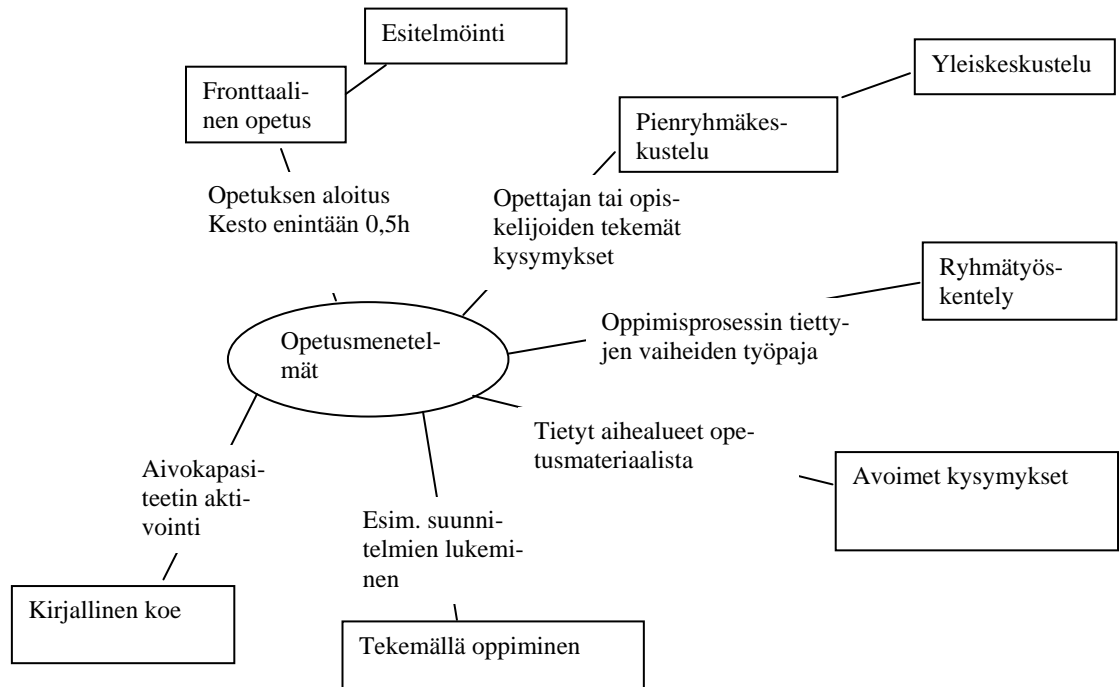 Esitelmöinti
Fronttaali-
nen opetus
Yleiskeskustelu
Pienryhmäkes-
kustelu
Opetuksen aloitus
Kesto enintään 0,5h
Opettajan tai opis-
kelijoiden tekemät
kysymykset
Ryhmätyös-
kentely
Oppimisprosessin tietty-
jen vaiheiden työpaja
Opetusmenetel-
mät
Tietyt aihealueet ope-
tusmateriaalista
Avoimet kysymykset
Aivokapasi-
teetin akti-
vointi
Esim. suunni-
telmien lukemi-
nen
Kirjallinen koe
Tekemällä oppiminen